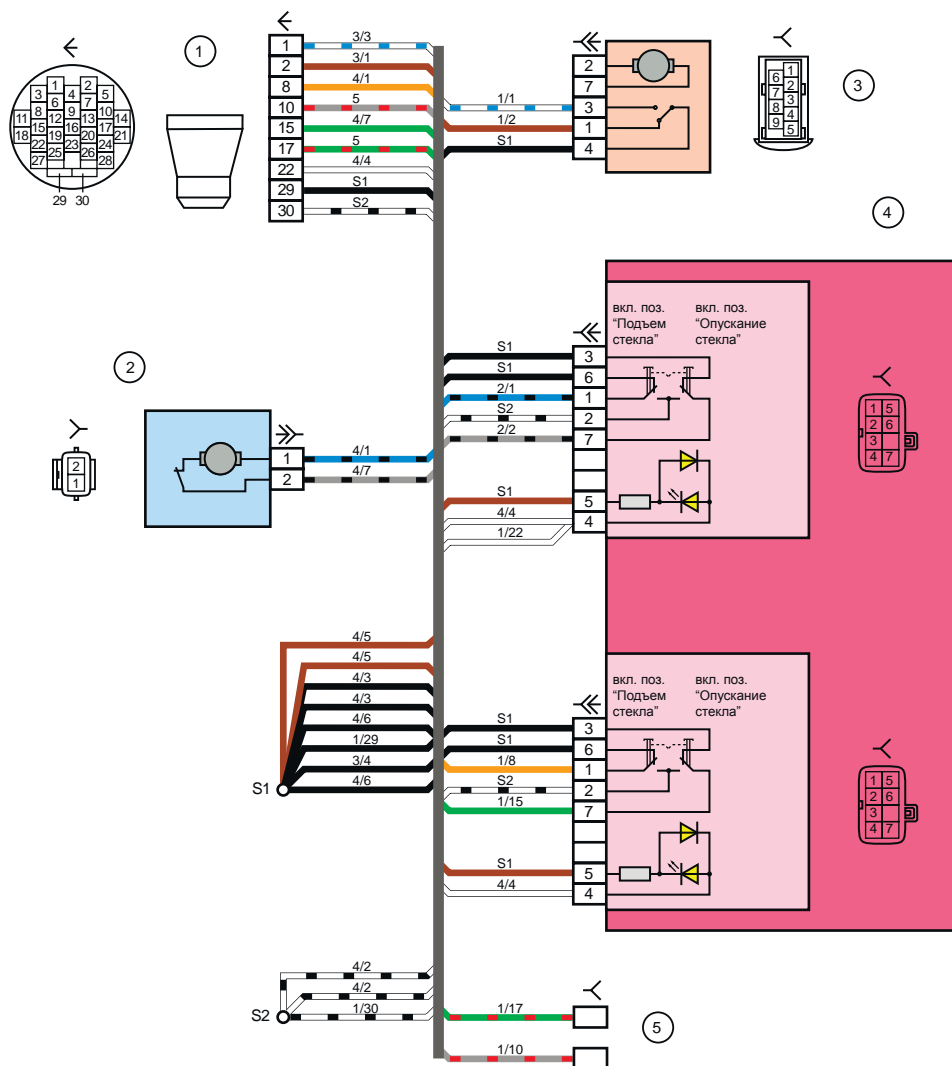 1
1 2
3 4 5
6 7
8 9 10
11 12 13 14
15 16 17
18 19 20 21
22 23 24
25 26
27 28
29 30
1 3/3
2 3/1
8 4/1
10 5
15 4/7
17 5
22 4/4
29 S1
30 S2
2
7
1/1 3
1/2 1
S1 4
3
1
6
2
7
3
8
4
9
5
4
вкл. поз.
“Подъем
стекла”
вкл. поз.
“Опускание
стекла”
S1 3
S1 6
2/1 1
S2 2
2/2 7
S1 5
4/4 4
1/22
1 5
2 6
3
4 7
2
2
1
4/1 1
4/7 2
4/5
4/5
4/3
4/3
4/6
1/29
3/4
4/6
S1
вкл. поз.
“Подъем
стекла”
вкл. поз.
“Опускание
стекла”
S1 3
S1 6
1/8 1
S2 2
1/15 7
S1 5
4/4 4
1 5
2 6
3
4 7
4/2
4/2
1/30
S2
1/17
1/10
5